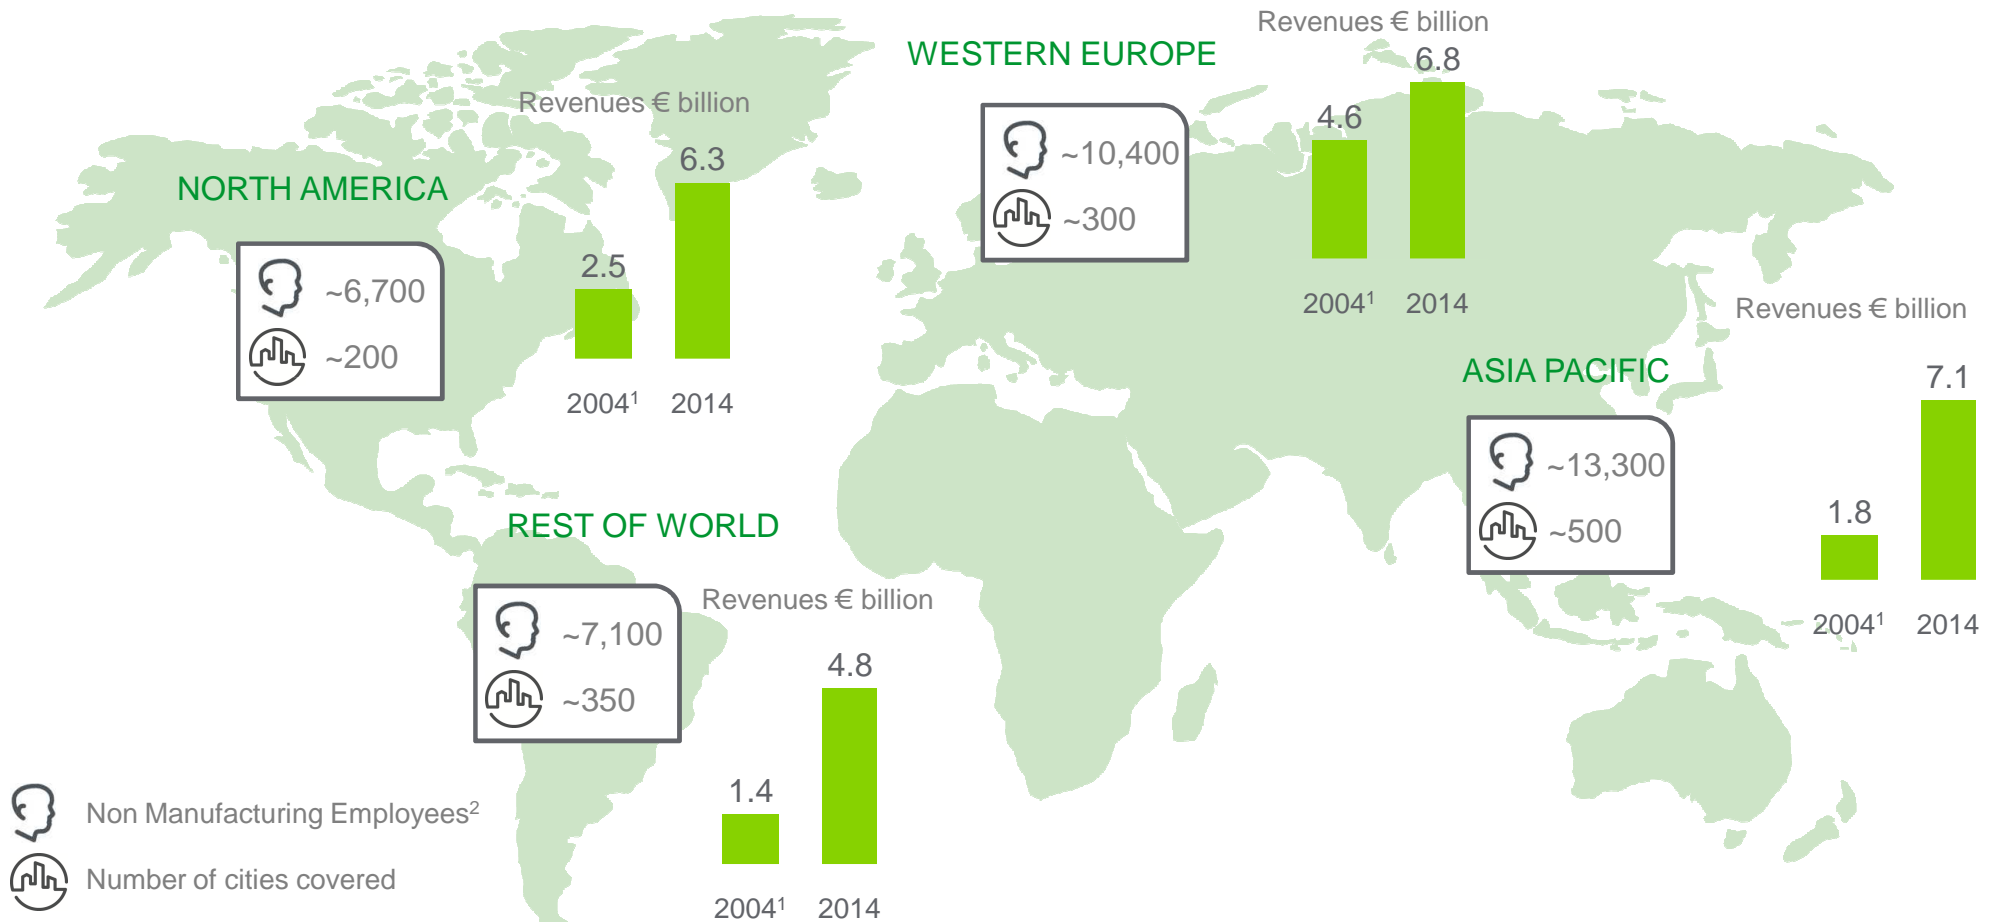 WESTERN EUROPE
Revenues € billion
4.6
6.8
~10,400
~300
2004¹ 2014
NORTH AMERICA
Revenues € billion
2.5
6.3
~6,700
~200
2004¹ 2014
ASIA PACIFIC
Revenues € billion
1.8
7.1
~13,300
~500
2004¹ 2014
REST OF WORLD
Revenues € billion
1.4
4.8
~7,100
~350
2004¹ 2014
Non Manufacturing Employees²
Number of cities covered